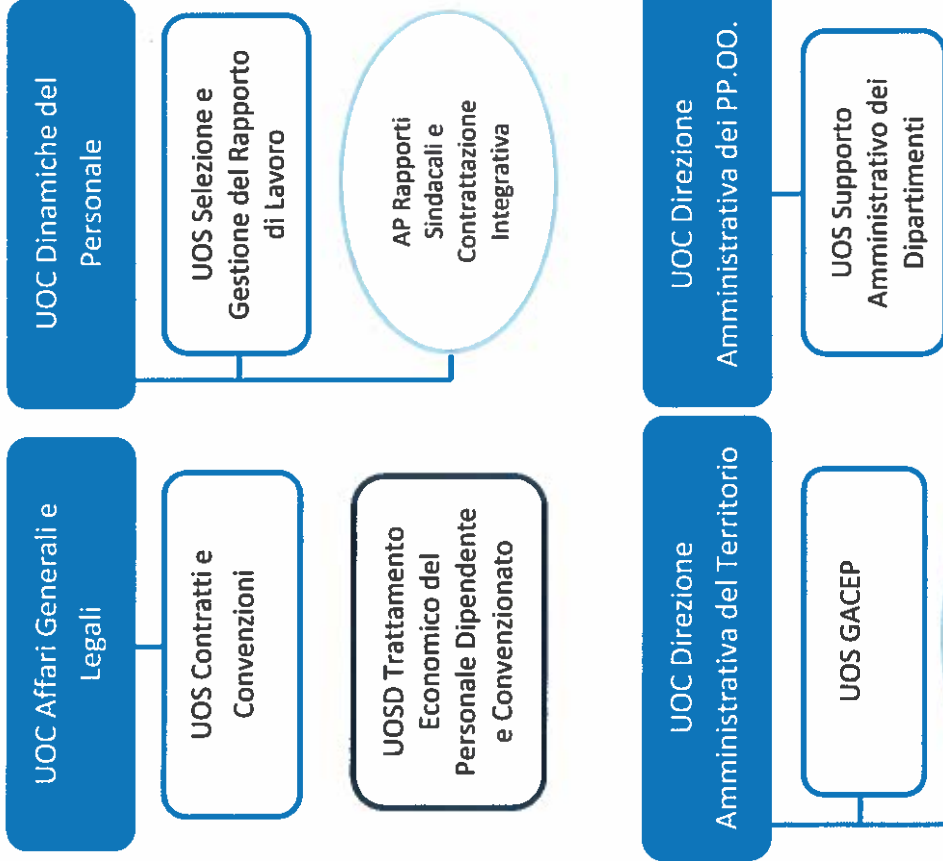 UOC Affari Generali e
Legali
UOS Contratti e
Convenzioni
UOSD Trattamento
Economico del
Personale Dipendente
e Convenzionato
UOC Dinamiche del
Personale
UOS Selezione e
Gestione del Rapporto
di Lavoro
AP Rapporti
Sindacali e
Contrattazione
Integrativa
UOC Direzione
Amministrativa del Territorio
UOS GACEP
UOC Direzione
Amministrativa dei PP.OO.
UOS Supporto
Amministrativo dei
Dipartimenti